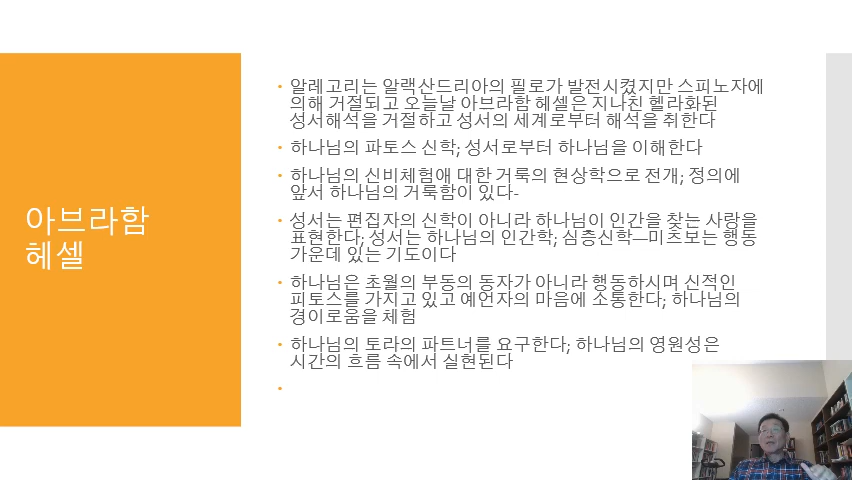 아브라함
헤셀
• 알레고리는 알랙산드리아의 필로가 발전시켰지만 스피노자에
의해 거절되고 오늘날 아브라함 헤셀은 지나친 헬라화된
성서해석을 거절하고 성서의 세계로부터 해석을 취한다
• 하나님의 파토스 신학; 성서로부터 하나님을 이해한다
• 하나님의 신비체험애 대한 거룩의 현상학으로 전개; 정의에
앞서 하나님의 거룩함이 있다-
• 성서는 편집자의 신학이 아니라 하나님이 인간을 찾는 사랑을
표현한다; 성서는 하나님의 인간학; 심층신학—미츠보는 행동
가운데 있는 기도이다
• 하나님은 초월의 부동의 동자가 아니라 행동하시며 신적인
피토스를 가지고 있고 예언자의 마음에 소통한다; 하나님의
경이로움을 체험
• 하나님의 토라의 파트너를 요구한다; 하나님의 영원성은
시간의 흐름 속에서 실현된다
•